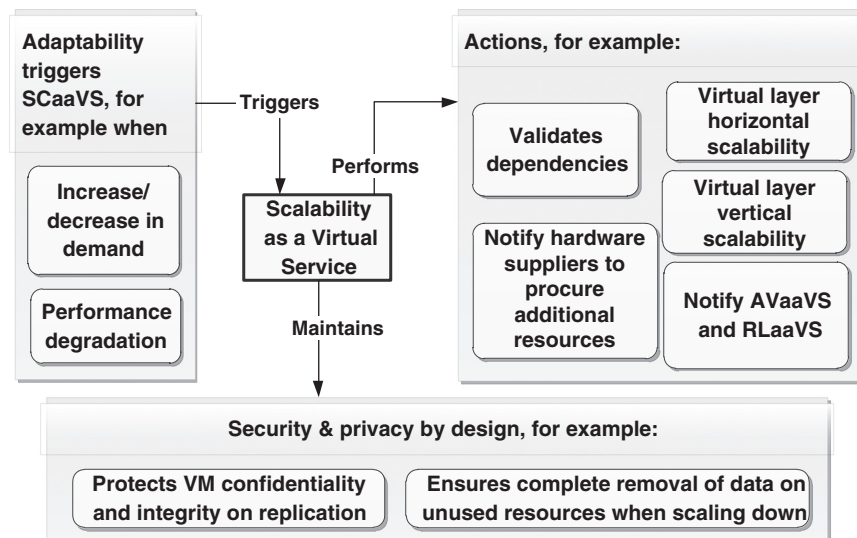 Adaptability
triggers
SCaaVS, for
example when
Increase/
decrease in
demand
Performance
degradation
Triggers
Performs
Scalability
as a Virtual
Service
Maintains
Actions, for example:
Validates
dependencies
Virtual layer
horizontal
scalability
Virtual layer
vertical
scalability
Notify hardware
suppliers to
procure
additional
resources
Notify AVaaVS
and RLaaVS
Security & privacy by design, for example:
Protects VM confidentiality
and integrity on replication
Ensures complete removal of data on
unused resources when scaling down